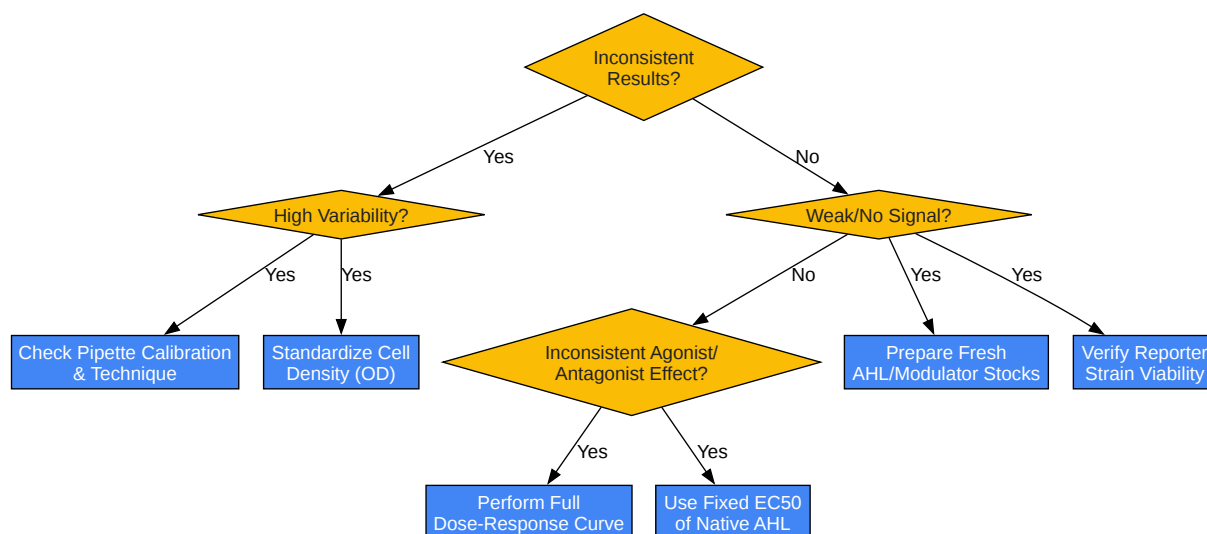 Inconsistent
Results?
Yes
No
High Variability?
Weak/No Signal?
Yes
Yes
No
Yes
Yes
Check Pipette Calibration
& Technique
Standardize Cell
Density (OD)
Inconsistent Agonist/
Antagonist Effect?
Prepare Fresh
AHL/Modulator Stocks
Verify Reporter
Strain Viability
Yes
Yes
Perform Full
Dose-Response Curve
Use Fixed EC50
of Native AHL